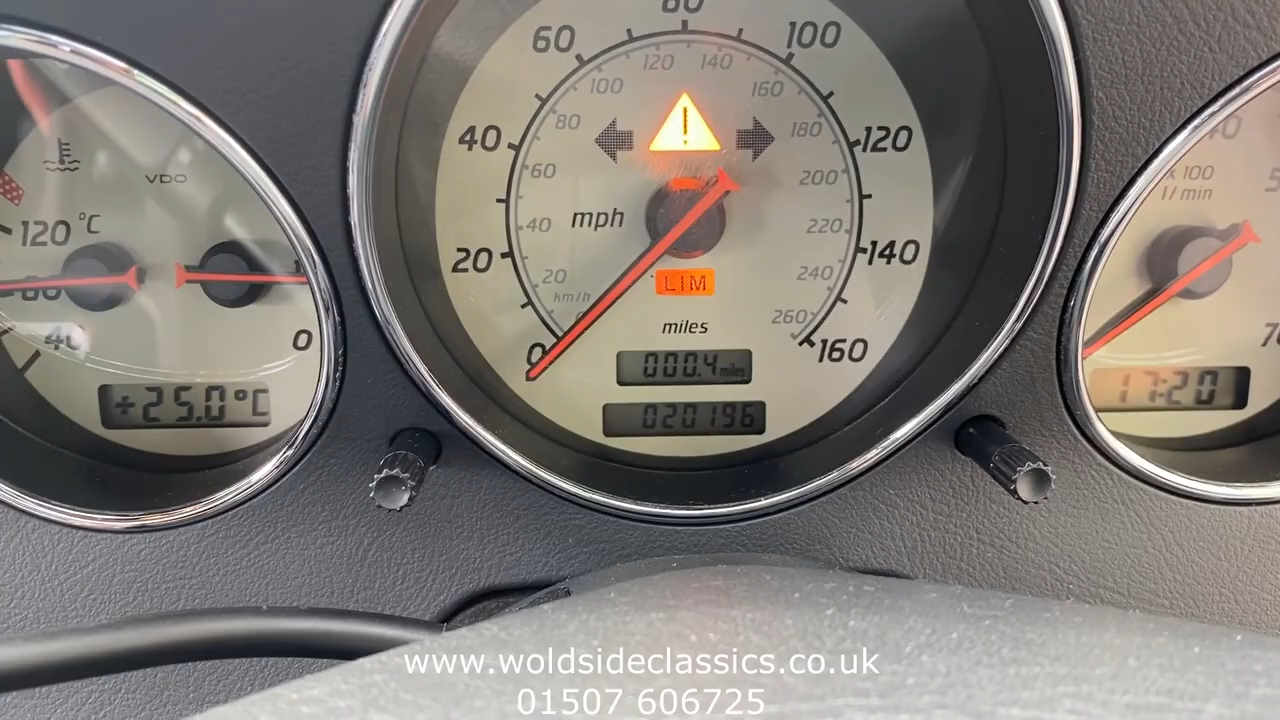 80
60 100
120 140
100 160
80 180
40 120
60 200
mph
40 220
20 140
20 240
km/h
260
LIM
miles
0 160
000.4 miles
020196
VDO
120 °C
80
40
0
+25.0°C
40
x 100
1/min
17:20
www.woldsideclassics.co.uk
01507 606725